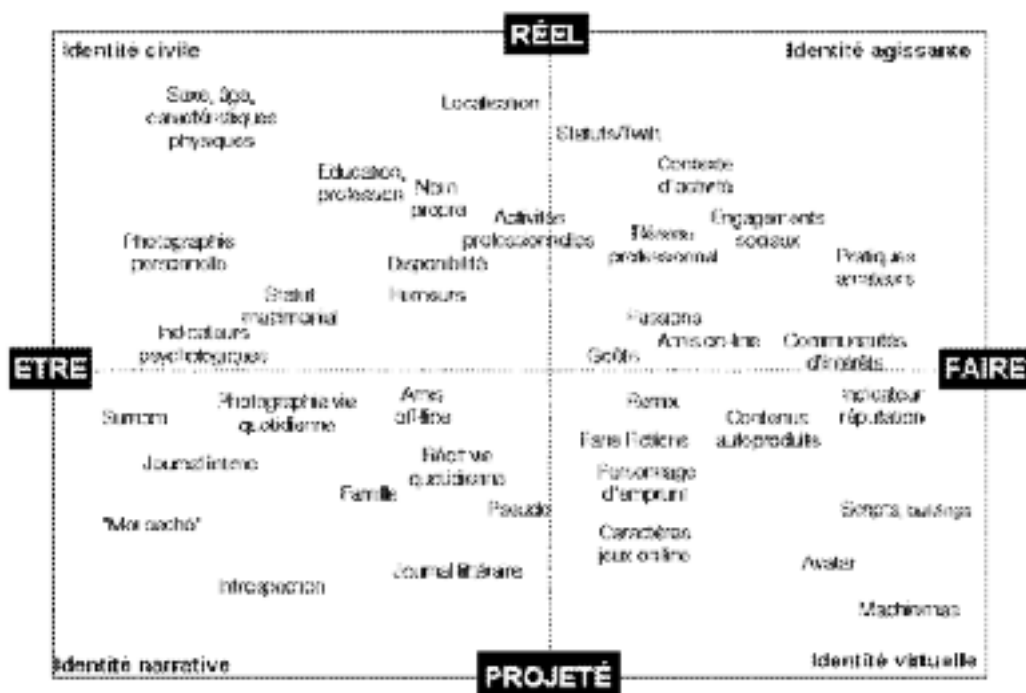 RÉEL
Identité civile
Identité agissante
Sexe, âge,
caractéristiques
physiques
Localisation
Statuts/Twitt
Contexte
d'activité
Education,
profession
Nom
propre
Activités
professionnelles
Réseau
professionnel
Engagements
sociaux
Photographie
personnelle
Disponibilité
Pratiques
amateurs
Statut
matrimonial
Humeurs
Passions
Indicateurs
psychologiques
Goûts
Amis on-line
Communautés
d'intérêts
ETRE
FAIRE
Surnom
Photographie vie
quotidienne
Amis
off-line
Remix
Contenus
autoproduits
Indicateur
réputation
Fans Fictions
Journal intime
Récit vie
quotidienne
Famille
Personnage
d'emprunt
Pseudo
Scripts, buildings
"Moi caché"
Caractères
jeux on line
Avatar
Introspection
Journal littéraire
Machinimas
Identité narrative
Identité virtuelle
PROJETÉ